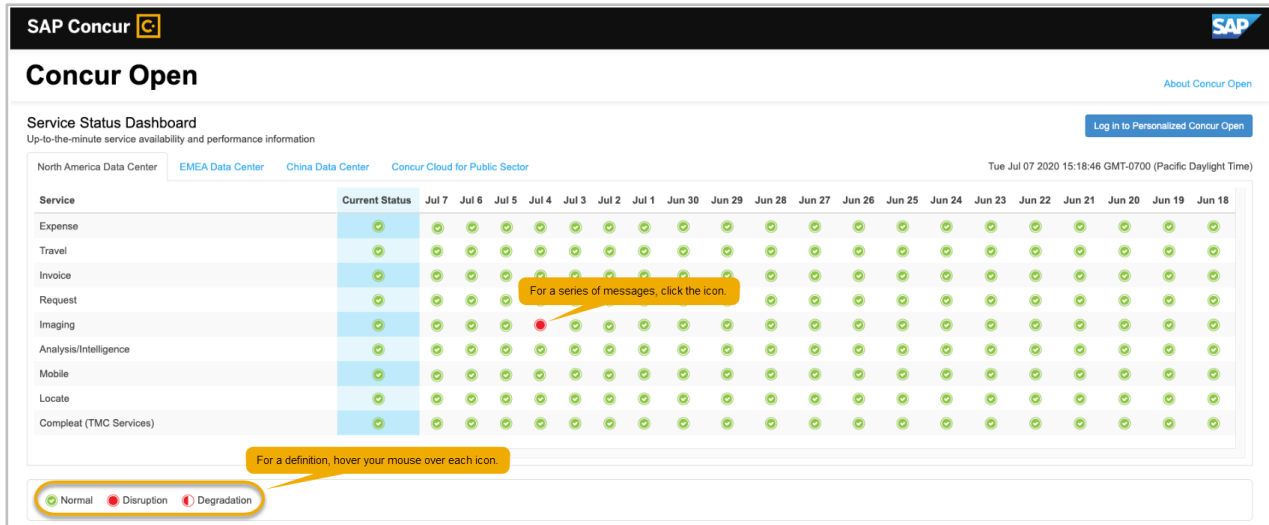 SAP Concur C.
SAP
Concur Open
About Concur Open
Service Status Dashboard
Log in to Personalized Concur Open
Up-to-the-minute service availability and performance information
North America Data Center EMEA Data Center China Data Center Concur Cloud for Public Sector Tue Jul 07 2020 15:18:46 GMT-0700 (Pacific Daylight Time)
Service Current Status Jul 7 Jul 6 Jul 5 Jul 4 Jul 3 Jul 2 Jul 1 Jun 30 Jun 29 Jun 28 Jun 27 Jun 26 Jun 25 Jun 24 Jun 23 Jun 22 Jun 21 Jun 20 Jun 19 Jun 18
Expense
Travel
Invoice
For a series of messages, click the icon.
Request
Imaging
Analysis/Intelligence
Mobile
Locate
Compleat (TMC Services)
For a definition, hover your mouse over each icon.
Normal Disruption Degradation